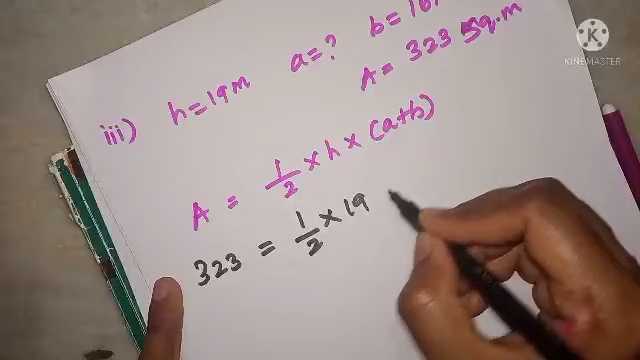 iii) h = 19m a = ? b = 16
A = 323 Sq.m
A = 1/2 × h × (a+b)
323 = 1/2 × 19
KINEMASTER